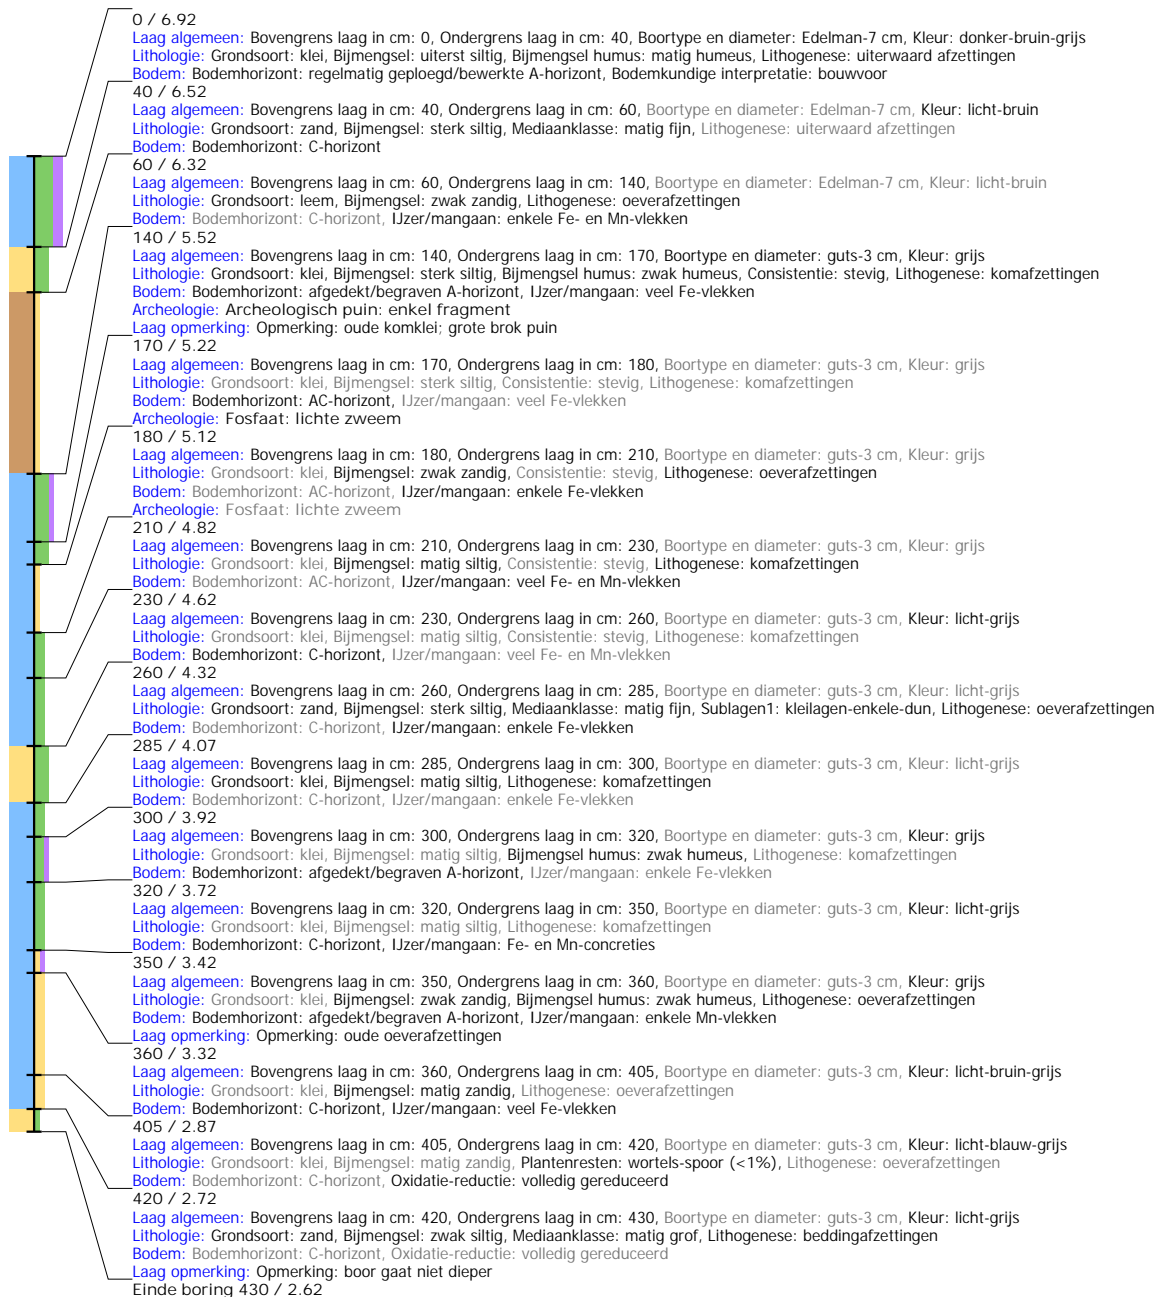 0 / 6.92
Laag algemeen: Bovengrens laag in cm: 0, Ondergrens laag in cm: 40, Boortype en diameter: Edelman-7 cm, Kleur: donker-bruin-grijs
Lithologie: Grondsoort: klei, Bijmengsel: uiterst siltig, Bijmengsel humus: matig humeus, Lithogenese: uiterwaard afzettingen
Bodem: Bodemhorizont: regelmatig geploegd/bewerkte A-horizont, Bodemkundige interpretatie: bouwvoor
40 / 6.52
Laag algemeen: Bovengrens laag in cm: 40, Ondergrens laag in cm: 60, Boortype en diameter: Edelman-7 cm, Kleur: licht-bruin
Lithologie: Grondsoort: zand, Bijmengsel: sterk siltig, Mediaanklasse: matig fijn, Lithogenese: uiterwaard afzettingen
Bodem: Bodemhorizont: C-horizont
60 / 6.32
Laag algemeen: Bovengrens laag in cm: 60, Ondergrens laag in cm: 140, Boortype en diameter: Edelman-7 cm, Kleur: licht-bruin
Lithologie: Grondsoort: leem, Bijmengsel: zwak zandig, Lithogenese: oeverafzettingen
Bodem: Bodemhorizont: C-horizont, IJzer/mangaan: enkele Fe- en Mn-vlekken
140 / 5.52
Laag algemeen: Bovengrens laag in cm: 140, Ondergrens laag in cm: 170, Boortype en diameter: guts-3 cm, Kleur: grijs
Lithologie: Grondsoort: klei, Bijmengsel: sterk siltig, Bijmengsel humus: zwak humeus, Consistentie: stevig, Lithogenese: komafzettingen
Bodem: Bodemhorizont: afgedekt/begraven A-horizont, IJzer/mangaan: veel Fe-vlekken
Archeologie: Archeologisch puin: enkel fragment
Laag opmerking: Opmerking: oude komklei; grote brok puin
170 / 5.22
Laag algemeen: Bovengrens laag in cm: 170, Ondergrens laag in cm: 180, Boortype en diameter: guts-3 cm, Kleur: grijs
Lithologie: Grondsoort: klei, Bijmengsel: sterk siltig, Consistentie: stevig, Lithogenese: komafzettingen
Bodem: Bodemhorizont: AC-horizont, IJzer/mangaan: veel Fe-vlekken
Archeologie: Fosfaat: lichte zweem
180 / 5.12
Laag algemeen: Bovengrens laag in cm: 180, Ondergrens laag in cm: 210, Boortype en diameter: guts-3 cm, Kleur: grijs
Lithologie: Grondsoort: klei, Bijmengsel: zwak zandig, Consistentie: stevig, Lithogenese: oeverafzettingen
Bodem: Bodemhorizont: AC-horizont, IJzer/mangaan: enkele Fe-vlekken
Archeologie: Fosfaat: lichte zweem
210 / 4.82
Laag algemeen: Bovengrens laag in cm: 210, Ondergrens laag in cm: 230, Boortype en diameter: guts-3 cm, Kleur: grijs
Lithologie: Grondsoort: klei, Bijmengsel: matig siltig, Consistentie: stevig, Lithogenese: komafzettingen
Bodem: Bodemhorizont: AC-horizont, IJzer/mangaan: veel Fe- en Mn-vlekken
230 / 4.62
Laag algemeen: Bovengrens laag in cm: 230, Ondergrens laag in cm: 260, Boortype en diameter: guts-3 cm, Kleur: licht-grijs
Lithologie: Grondsoort: klei, Bijmengsel: matig siltig, Consistentie: stevig, Lithogenese: komafzettingen
Bodem: Bodemhorizont: C-horizont, IJzer/mangaan: veel Fe- en Mn-vlekken
260 / 4.32
Laag algemeen: Bovengrens laag in cm: 260, Ondergrens laag in cm: 285, Boortype en diameter: guts-3 cm, Kleur: licht-grijs
Lithologie: Grondsoort: zand, Bijmengsel: sterk siltig, Mediaanklasse: matig fijn, Sublagen1: kleilagen-enkele-dun, Lithogenese: oeverafzettingen
Bodem: Bodemhorizont: C-horizont, IJzer/mangaan: enkele Fe-vlekken
285 / 4.07
Laag algemeen: Bovengrens laag in cm: 285, Ondergrens laag in cm: 300, Boortype en diameter: guts-3 cm, Kleur: licht-grijs
Lithologie: Grondsoort: klei, Bijmengsel: matig siltig, Lithogenese: komafzettingen
Bodem: Bodemhorizont: C-horizont, IJzer/mangaan: enkele Fe-vlekken
300 / 3.92
Laag algemeen: Bovengrens laag in cm: 300, Ondergrens laag in cm: 320, Boortype en diameter: guts-3 cm, Kleur: grijs
Lithologie: Grondsoort: klei, Bijmengsel: matig siltig, Bijmengsel humus: zwak humeus, Lithogenese: komafzettingen
Bodem: Bodemhorizont: afgedekt/begraven A-horizont, IJzer/mangaan: enkele Fe-vlekken
320 / 3.72
Laag algemeen: Bovengrens laag in cm: 320, Ondergrens laag in cm: 350, Boortype en diameter: guts-3 cm, Kleur: licht-grijs
Lithologie: Grondsoort: klei, Bijmengsel: matig siltig, Lithogenese: komafzettingen
Bodem: Bodemhorizont: C-horizont, IJzer/mangaan: Fe- en Mn-concreties
350 / 3.42
Laag algemeen: Bovengrens laag in cm: 350, Ondergrens laag in cm: 360, Boortype en diameter: guts-3 cm, Kleur: grijs
Lithologie: Grondsoort: klei, Bijmengsel: zwak zandig, Bijmengsel humus: zwak humeus, Lithogenese: oeverafzettingen
Bodem: Bodemhorizont: afgedekt/begraven A-horizont, IJzer/mangaan: enkele Mn-vlekken
Laag opmerking: Opmerking: oude oeverafzettingen
360 / 3.32
Laag algemeen: Bovengrens laag in cm: 360, Ondergrens laag in cm: 405, Boortype en diameter: guts-3 cm, Kleur: licht-bruin-grijs
Lithologie: Grondsoort: klei, Bijmengsel: matig zandig, Lithogenese: oeverafzettingen
Bodem: Bodemhorizont: C-horizont, IJzer/mangaan: veel Fe-vlekken
405 / 2.87
Laag algemeen: Bovengrens laag in cm: 405, Ondergrens laag in cm: 420, Boortype en diameter: guts-3 cm, Kleur: licht-blauw-grijs
Lithologie: Grondsoort: klei, Bijmengsel: matig zandig, Plantenresten: wortels-spoor (<1%), Lithogenese: oeverafzettingen
Bodem: Bodemhorizont: C-horizont, Oxidatie-reductie: volledig gereduceerd
420 / 2.72
Laag algemeen: Bovengrens laag in cm: 420, Ondergrens laag in cm: 430, Boortype en diameter: guts-3 cm, Kleur: licht-grijs
Lithologie: Grondsoort: zand, Bijmengsel: zwak siltig, Mediaanklasse: matig grof, Lithogenese: beddingafzettingen
Bodem: Bodemhorizont: C-horizont, Oxidatie-reductie: volledig gereduceerd
Laag opmerking: Opmerking: boor gaat niet dieper
Einde boring 430 / 2.62